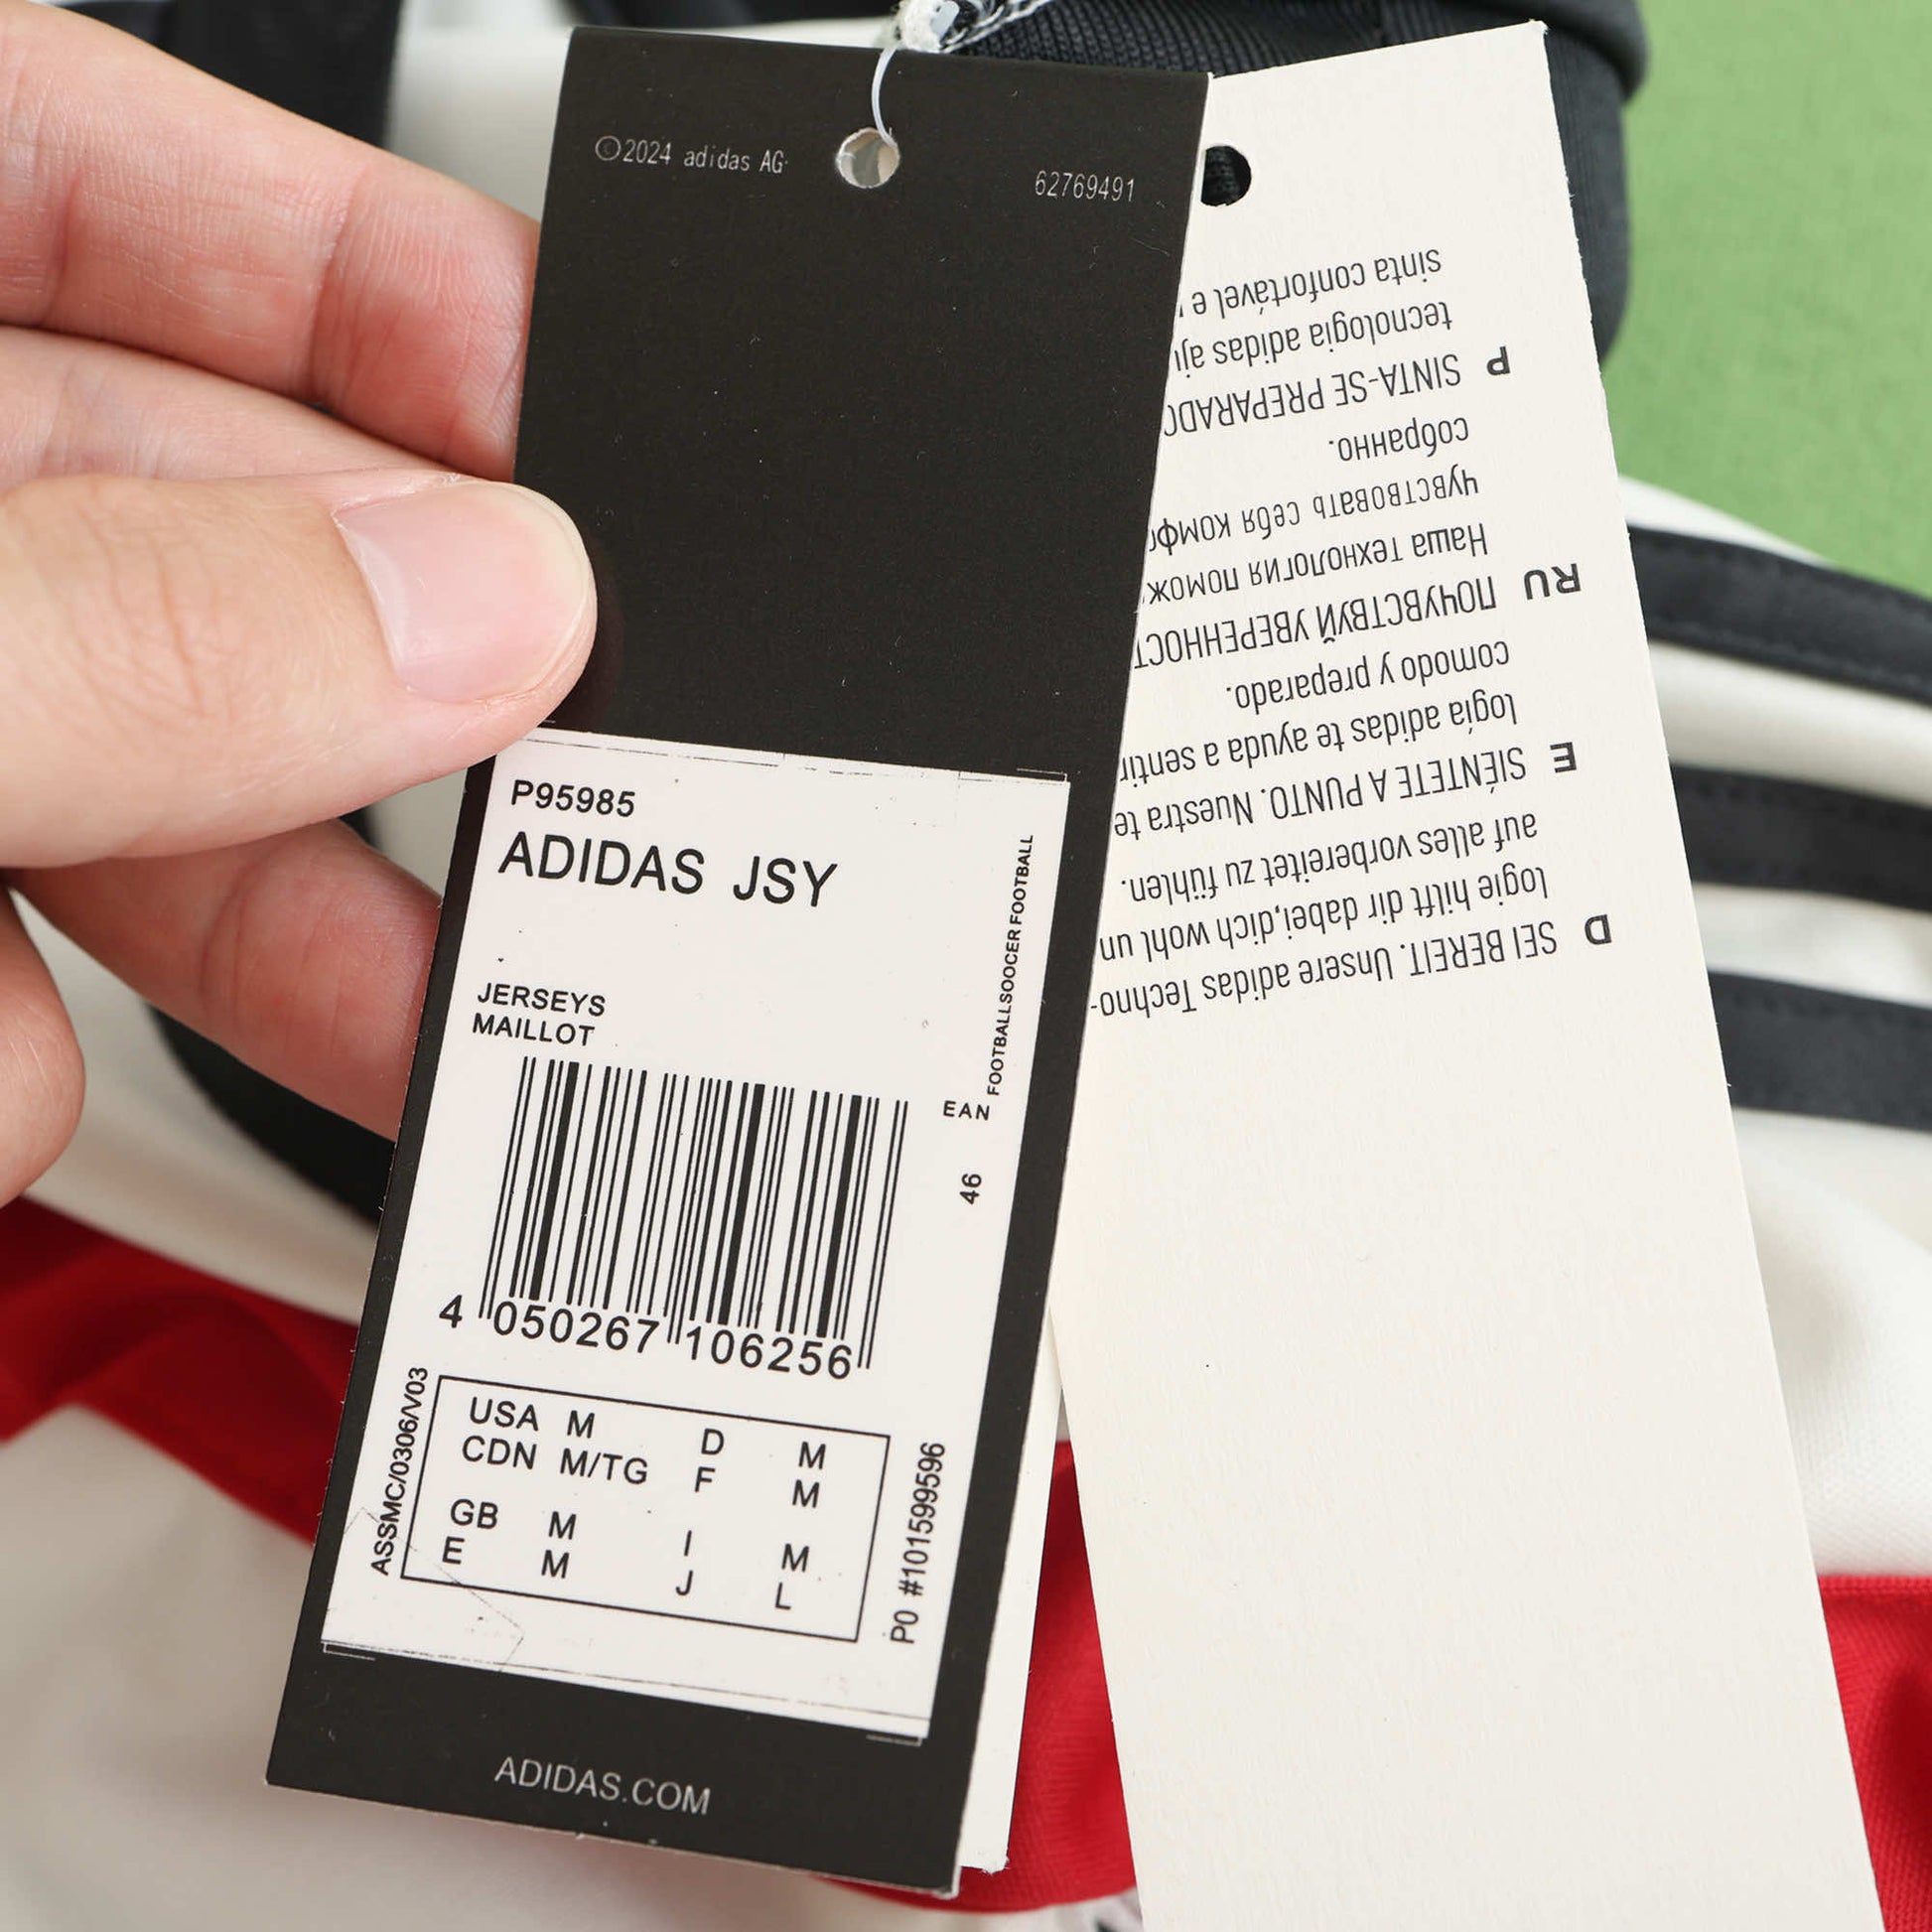 ©2024 adidas AG
62769491
P95985
ADIDAS JSY
FOOTBALLSOOCER FOOTBALL
JERSEYS
MAILLOT
EAN
46
4 050267 106256
ASSMC/0306/V03
USA M D M
CDN M/TG F M
GB M I M
E M J L
PO #101599596
ADIDAS.COM
D SEI BEREIT. Unsere adidas Techno-
logie hilft dir dabei,dich wohl un
auf alles vorbereitet zu fühlen.
E SIÉNTETE A PUNTO. Nuestra te
logía adidas te ayuda a sentir
comodo y preparado.
RU ПОЧУВСТВУЙ УВЕРЕННОСТ
Наша технология помож
чувствовать себя комф
собранно.
P SINTA-SE PREPARADO
tecnologia adidas aju
sinta confortável e